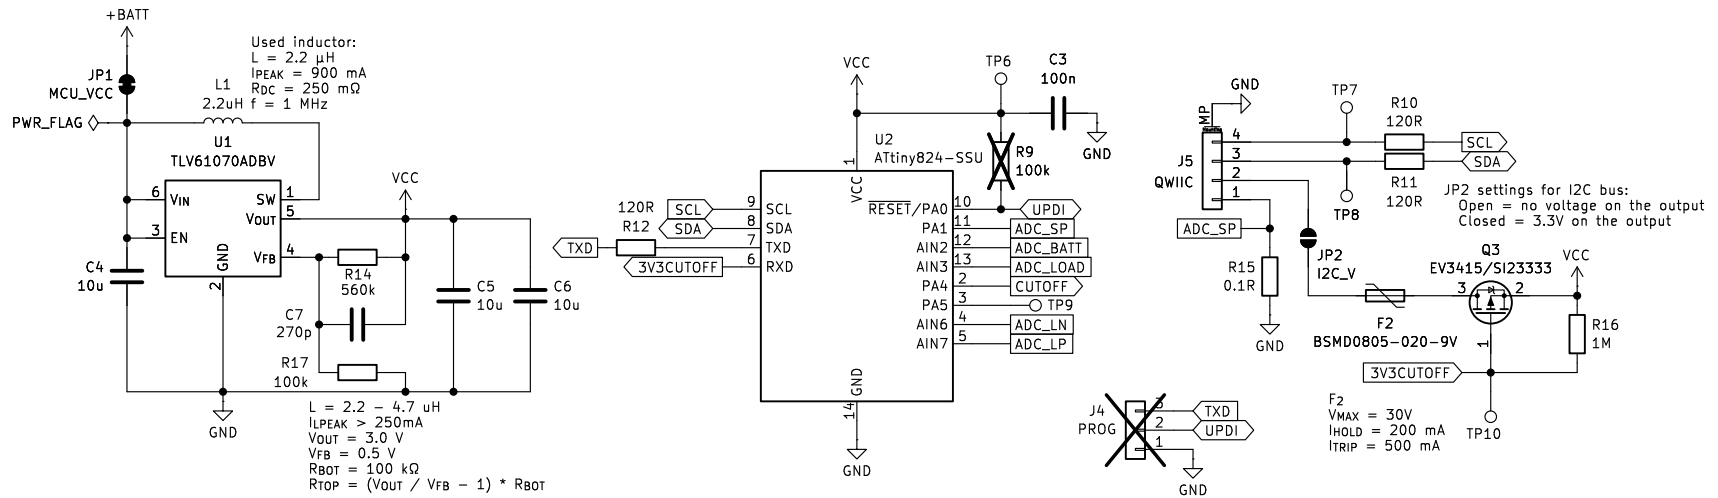 +BATT
JP1
MCU_VCC
PWR_FLAG
Used inductor:
L = 2.2 µH
IPEAK = 900 mA
RDC = 250 mΩ
f = 1 MHz
L1
2.2uH
U1
TLV61070ADBV
6 VIN
3 EN
SW 1
VOUT 5
VFB 4
GND
2
VCC
C4
10u
R14
560k
C7
270p
R17
100k
C5
10u
C6
10u
GND
L = 2.2 - 4.7 uH
ILPEAK > 250mA
VOUT = 3.0 V
VFB = 0.5 V
RBOT = 100 kΩ
RTOP = (VOUT / VFB - 1) * RBOT
VCC
TP6
C3
100n
GND
R9
100k
U2
ATtiny824-SSU
1
VCC
SCL 9 SCL
SDA 8 SDA
120R
R12
TXD 7 TXD
3V3CUTOFF 6 RXD
RESET/PA0 10 UPDI
PA1 11 ADC_SP
AIN2 12 ADC_BATT
AIN3 13 ADC_LOAD
PA4 2 CUTOFF
PA5 3 TP9
AIN6 4 ADC_LN
AIN7 5 ADC_LP
GND
14
GND
J4
PROG
3 TXD
2 UPDI
1
GND
GND
MP
J5
QWIIC
4
3
2
1
TP7
TP8
R10
120R
SCL
SDA
R11
120R
ADC_SP
R15
0.1R
GND
JP2
I2C_V
JP2 settings for I2C bus:
Open = no voltage on the output
Closed = 3.3V on the output
Q3
EV3415/SI23333
3
2
1
VCC
F2
BSMD0805-020-9V
R16
1M
3V3CUTOFF
TP10
F2
VMAX = 30V
IHOLD = 200 mA
ITRIP = 500 mA